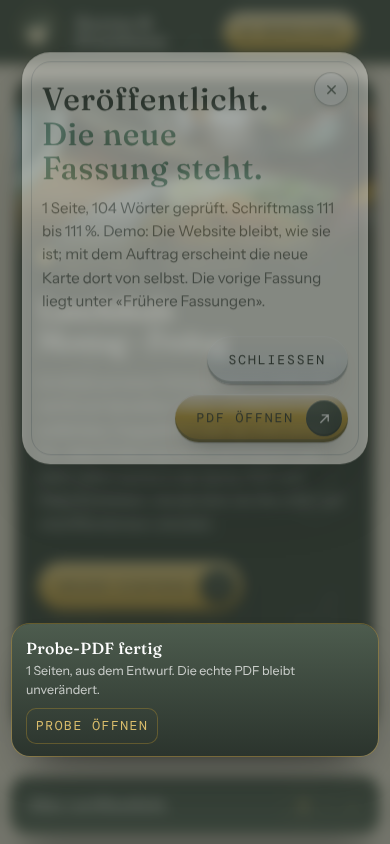 Veröffentlicht.
Die neue
Fassung steht.
1 Seite, 104 Wörter geprüft. Schriftmass 111
bis 111 %. Demo: Die Website bleibt, wie sie
ist; mit dem Auftrag erscheint die neue
Karte dort von selbst. Die vorige Fassung
liegt unter «Frühere Fassungen».
SCHLIESSEN
PDF ÖFFNEN
Probe-PDF fertig
1 Seiten, aus dem Entwurf. Die echte PDF bleibt
unverändert.
PROBE ÖFFNEN